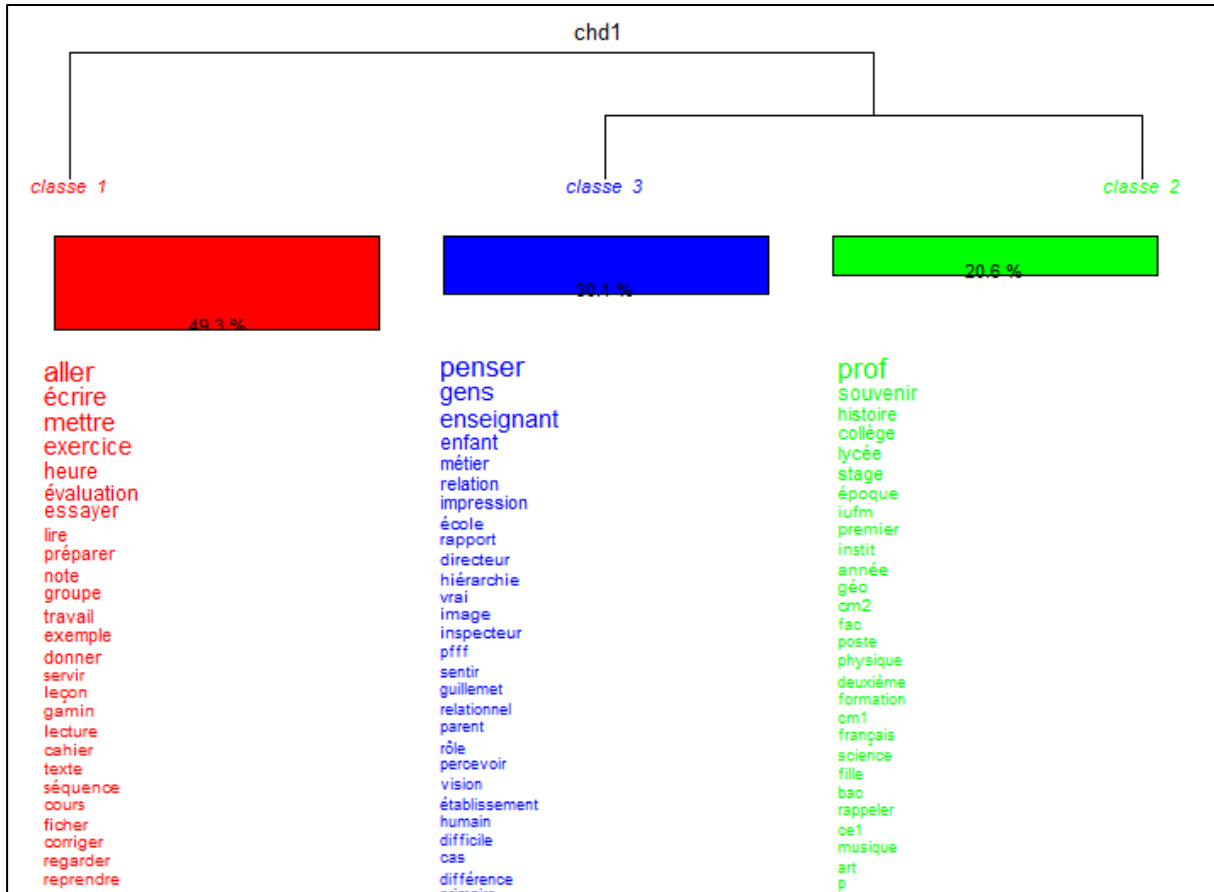 chd1
classe 1
classe 3
classe 2
49.3 %
30.1 %
20.6 %
aller
écrire
mettre
exercice
heure
évaluation
essayer
lire
préparer
note
groupe
travail
exemple
donner
servir
leçon
gamin
lecture
cahier
texte
séquence
cours
ficher
corriger
regarder
reprendre
penser
gens
enseignant
enfant
métier
relation
impression
école
rapport
directeur
hiérarchie
vrai
image
inspecteur
pfff
sentir
guillemet
relationnel
parent
rôle
percevoir
vision
établissement
humain
difficile
cas
différence
prof
souvenir
histoire
collège
lycée
stage
époque
iufm
premier
instit
année
géo
cm2
fac
poste
physique
deuxième
formation
cm1
français
science
fille
bac
rappeler
ce1
musique
art
p